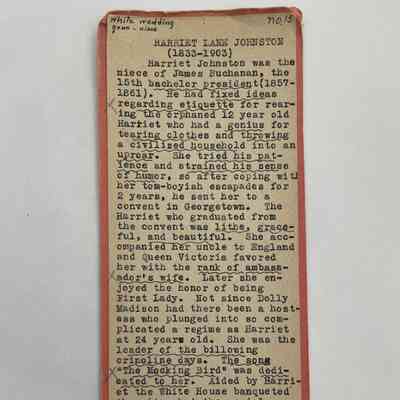 White wedding
gown - niece
no. 15
HARRIET LANE JOHNSTON
(1833-1903)
Harriet Johnston was the
niece of James Buchanan, the
15th bachelor president(1857-
1861). He had fixed ideas
regarding etiquette for rear-
ing the orphaned 12 year old
Harriet who had a genius for
tearing clothes and throwing
a civilized household into an
uproar. She tried his pat-
ience and strained his sense
of humor, so after coping with
her tom-boyish escapades for
2 years, he sent her to a
convent in Georgetown. The
Harriet who graduated from
the convent was lithe, grace-
ful, and beautiful. She acc-
ompanied her uncle to England
and Queen Victoria favored
her with the rank of ambass-
ador's wife. Later she en-
joyed the honor of being
First Lady. Not since Dolly
Madison had there been a host-
ess who plunged into so com-
plicated a regime as Harriet
at 24 years old. She was the
leader of the billowing
crinoline days. The song
"The Mocking Bird" was dedi-
cated to her. Aided by Harri-
et the White House banqueted